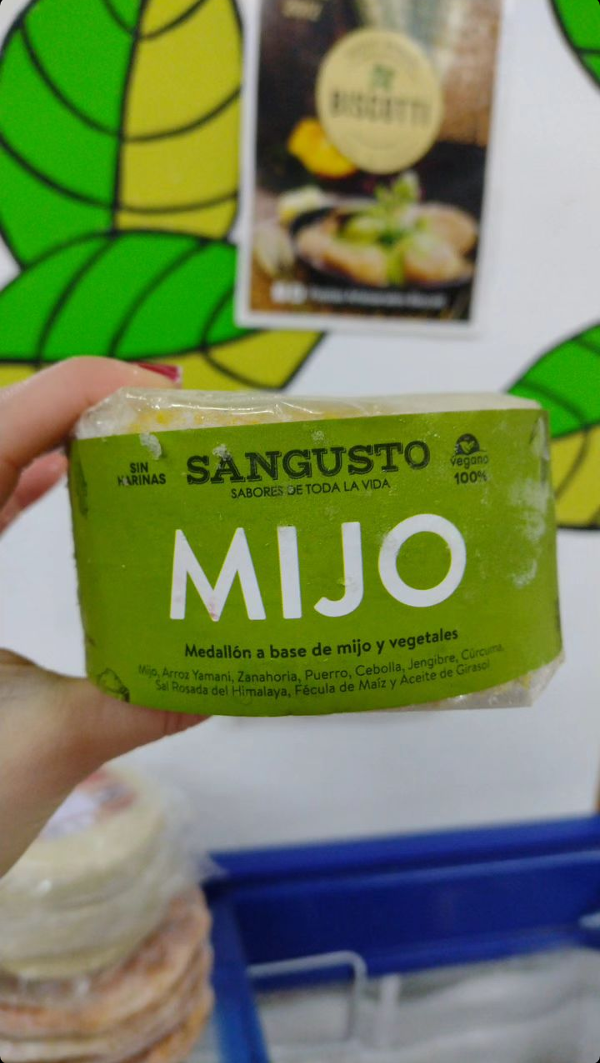 BISCOTTI
SIN
HARINAS
SANGUSTO
SABORES DE TODA LA VIDA
vegano
100%
MIJO
Medallón a base de mijo y vegetales
Mijo, Arroz Yamani, Zanahoria, Puerro, Cebolla, Jengibre, Cúrcuma,
Sal Rosada del Himalaya, Fécula de Maíz y Aceite de Girasol